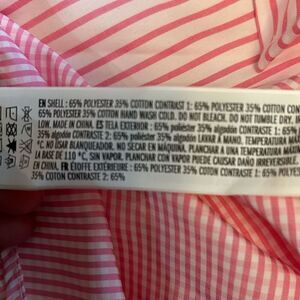 EN SHELL : 65% POLYESTER 35% COTTON CONTRAST 1: 65% POLYESTER 35% COTTON CON
65% POLYESTER 35% COTTON HAND WASH COLD. DO NOT BLEACH. DO NOT TUMBLE DRY. IR
LOW. MADE IN CHINA. ES TELA EXTERIOR : 65% poliéster 35% algodón CONTRASTE 1: 65%
35% algodón CONTRASTE 2: 65% poliéster 35% algodón LAVAR A MANO, TEMPERATURA MÁX
°C. NO USAR BLANQUEADOR. NO SECAR EN MÁQUINA. PLANCHAR A UNA TEMPERATURA
LA BASE DE 110 °C, SIN VAPOR. PLANCHAR CON VAPOR PUEDE CAUSAR DAÑO IRREVERSIBLE.
EN CHINA. FR ÉTOFFE EXTÉRIEURE : 65% POLYESTER 35% COTON CONTRASTE 1: 65% POLYES
35% COTON CONTRASTE 2: 65%